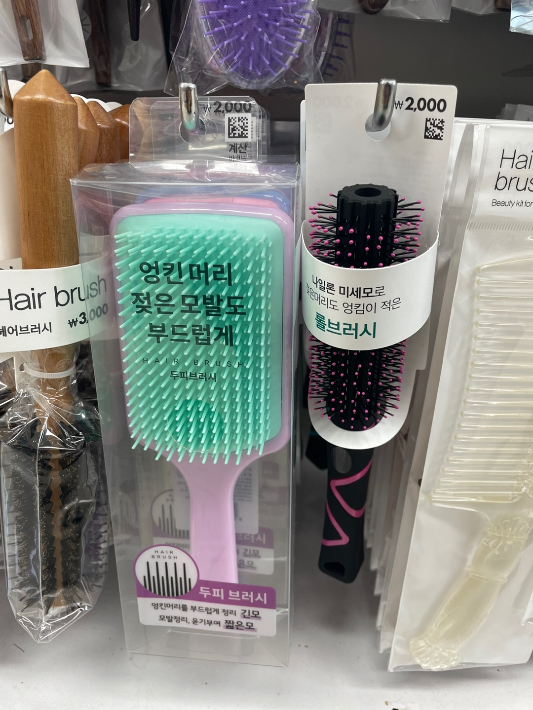 ₩2,000
계산
엉킨머리
젖은 모발도
부드럽게
HAIR BRUSH
두피브러시
HAIR
BRUSH
두피 브러시
엉킨머리를 부드럽게 정리 긴모
모발정리, 윤기부여 짧은모
₩2,000
나일론 미세모로
엉킴이 적은
롤브러시
Hair brush
헤어브러시
₩3,000
Hai
brus
Beauty kit for